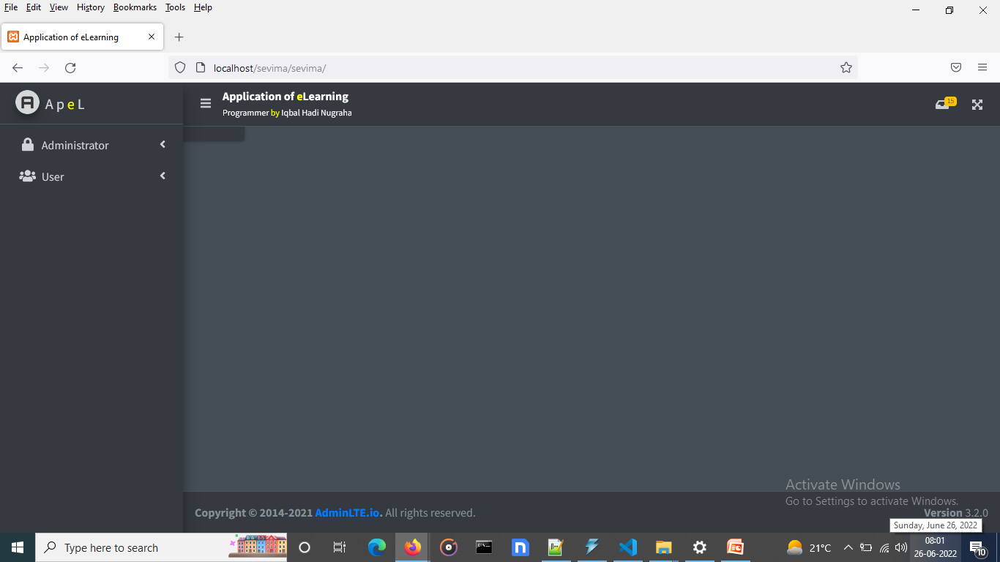 File Edit View History Bookmarks Tools Help
Application of eLearning
localhost/sevima/sevima/
A p e L
Application of eLearning
Programmer by Iqbal Hadi Nugraha
15
Administrator
User
Activate Windows
Go to Settings to activate Windows.
Copyright © 2014-2021 AdminLTE.io. All rights reserved.
Version 3.2.0
Sunday, June 26, 2022
Type here to search
21°C
08:01
26-06-2022
10